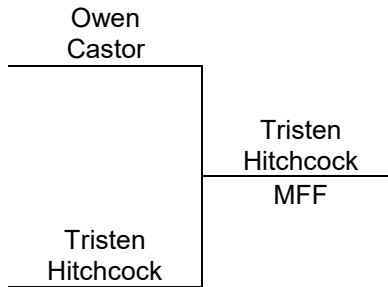 Owen
Castor
Tristen
Hitchcock
MFF
Tristen
Hitchcock